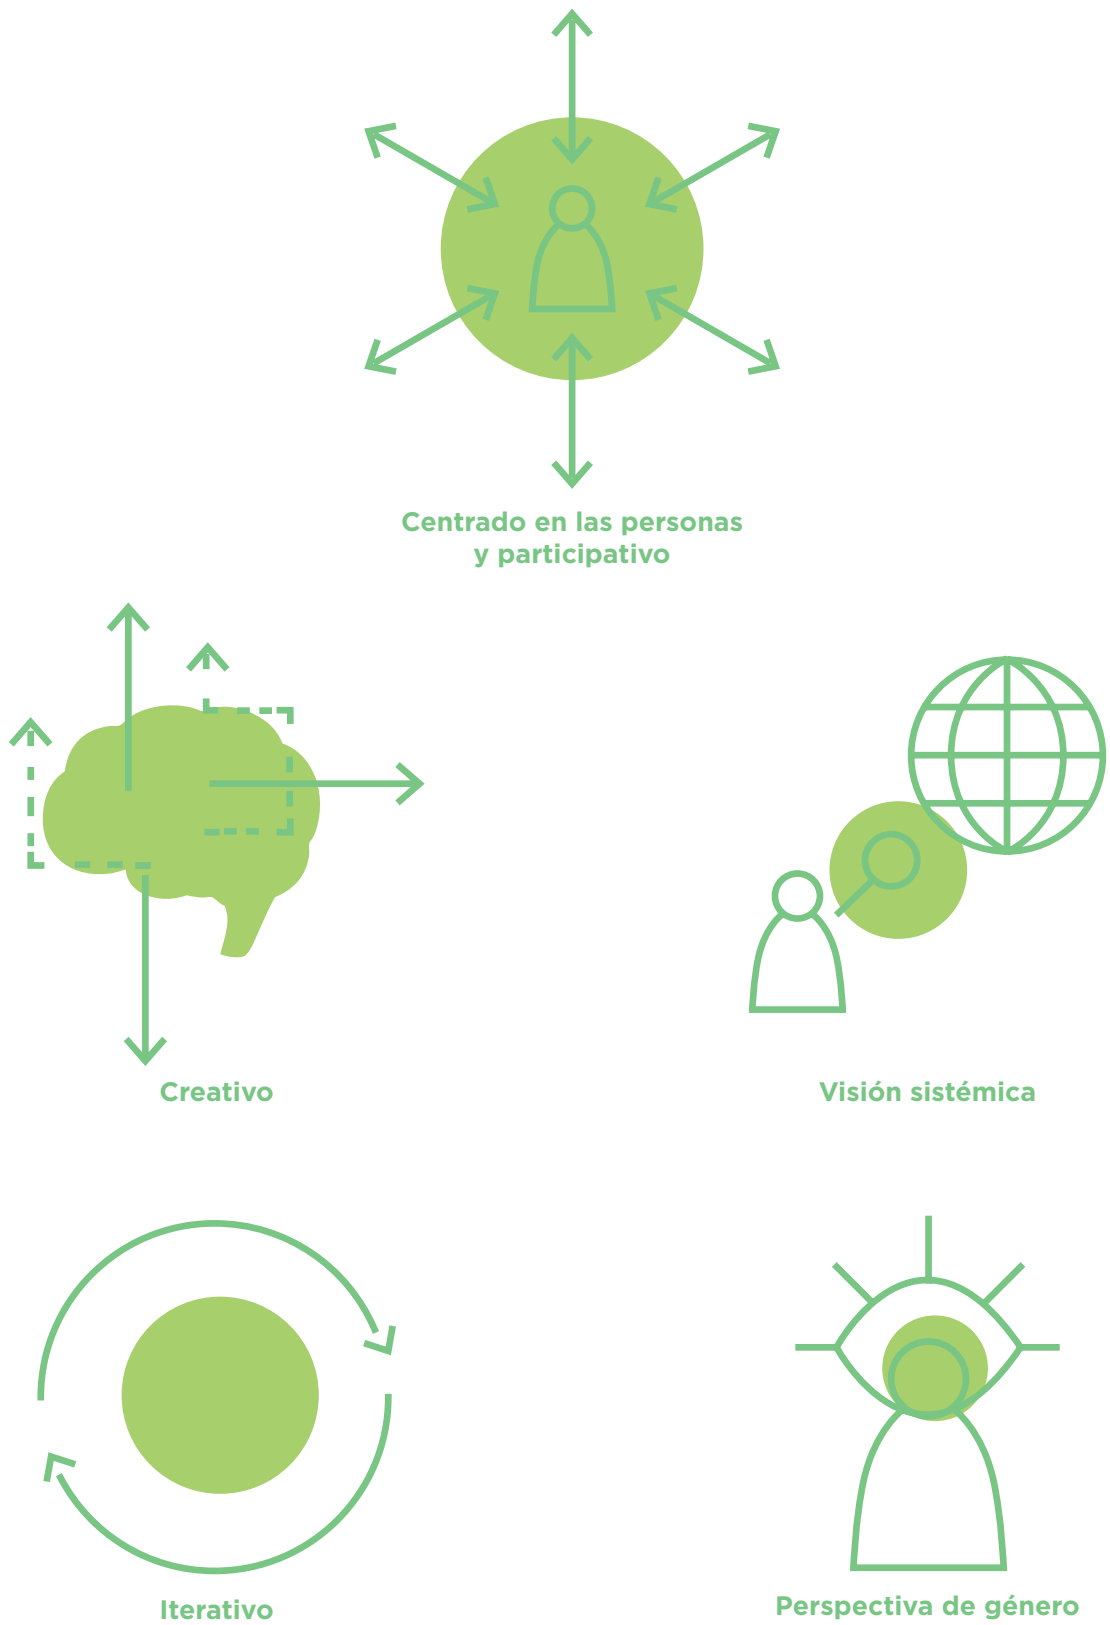 Centrado en las personas
y participativo
Creativo
Visión sistémica
Iterativo
Perspectiva de género